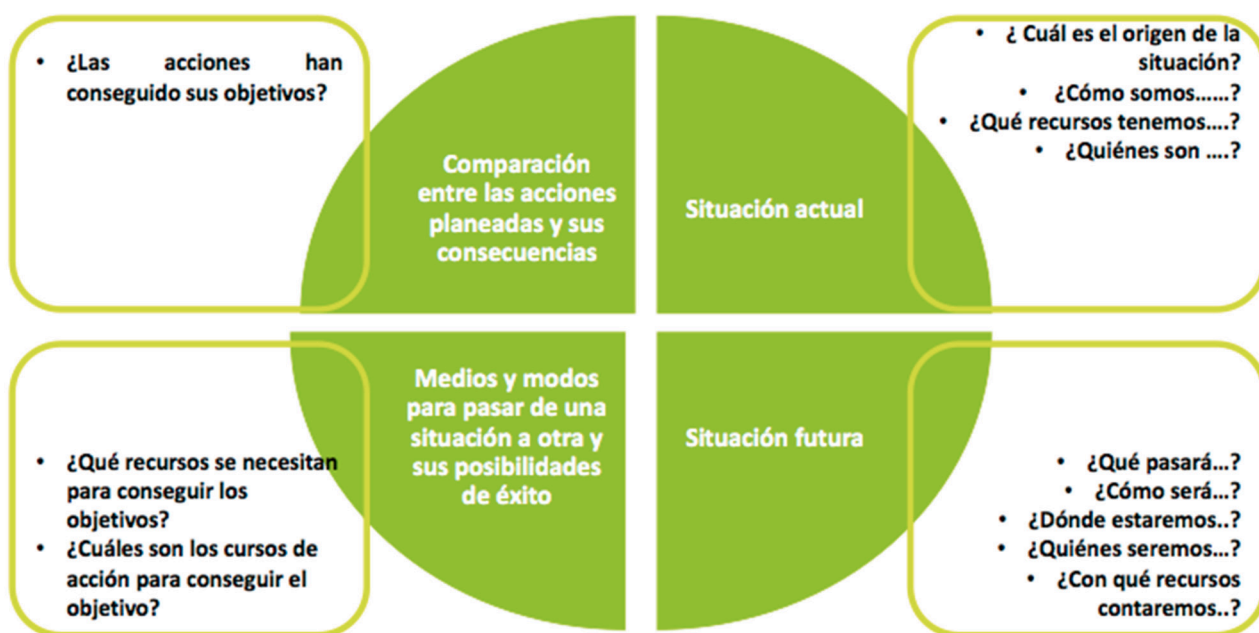 • ¿Las acciones han
conseguido sus objetivos?
Comparación
entre las acciones
planeadas y sus
consecuencias
Situación actual
• ¿ Cuál es el origen de la
situación?
• ¿Cómo somos......?
• ¿Qué recursos tenemos....?
• ¿Quiénes son ....?
• ¿Qué recursos se necesitan
para conseguir los
objetivos?
• ¿Cuáles son los cursos de
acción para conseguir el
objetivo?
Medios y modos
para pasar de una
situación a otra y
sus posibilidades
de éxito
Situación futura
• ¿Qué pasará...?
• ¿Cómo será...?
• ¿Dónde estaremos..?
• ¿Quiénes seremos...?
• ¿Con qué recursos
contaremos..?